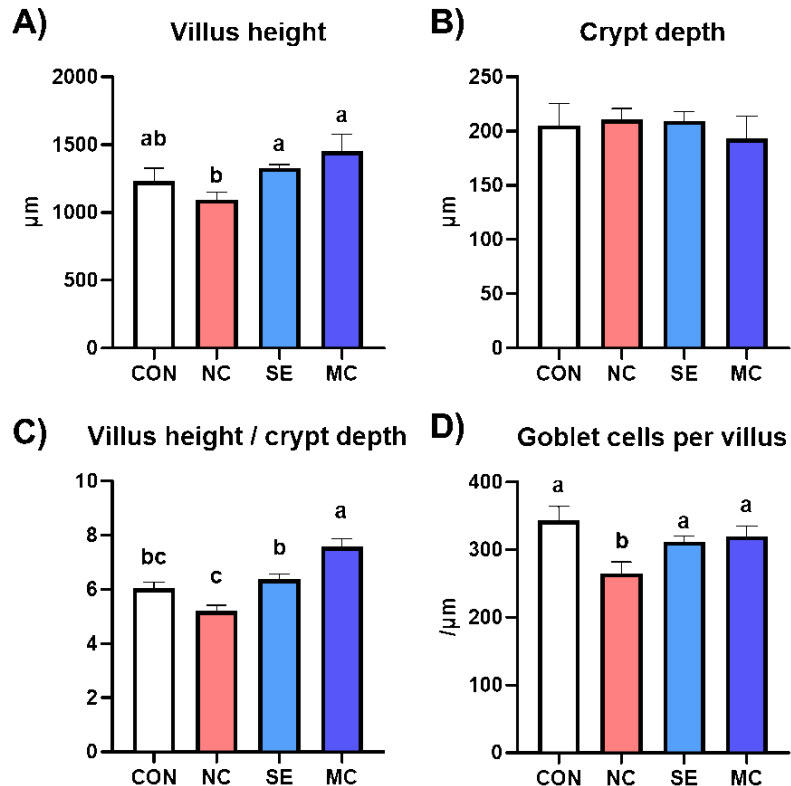 A)
Villus height
2000
1500
1000
500
0
µm
ab
b
a
a
CON NC SE MC
B)
Crypt depth
250
200
150
100
50
0
µm
CON NC SE MC
C)
Villus height / crypt depth
10
8
6
4
2
0
bc
c
b
a
CON NC SE MC
D)
Goblet cells per villus
400
300
200
100
0
/µm
a
b
a
a
CON NC SE MC